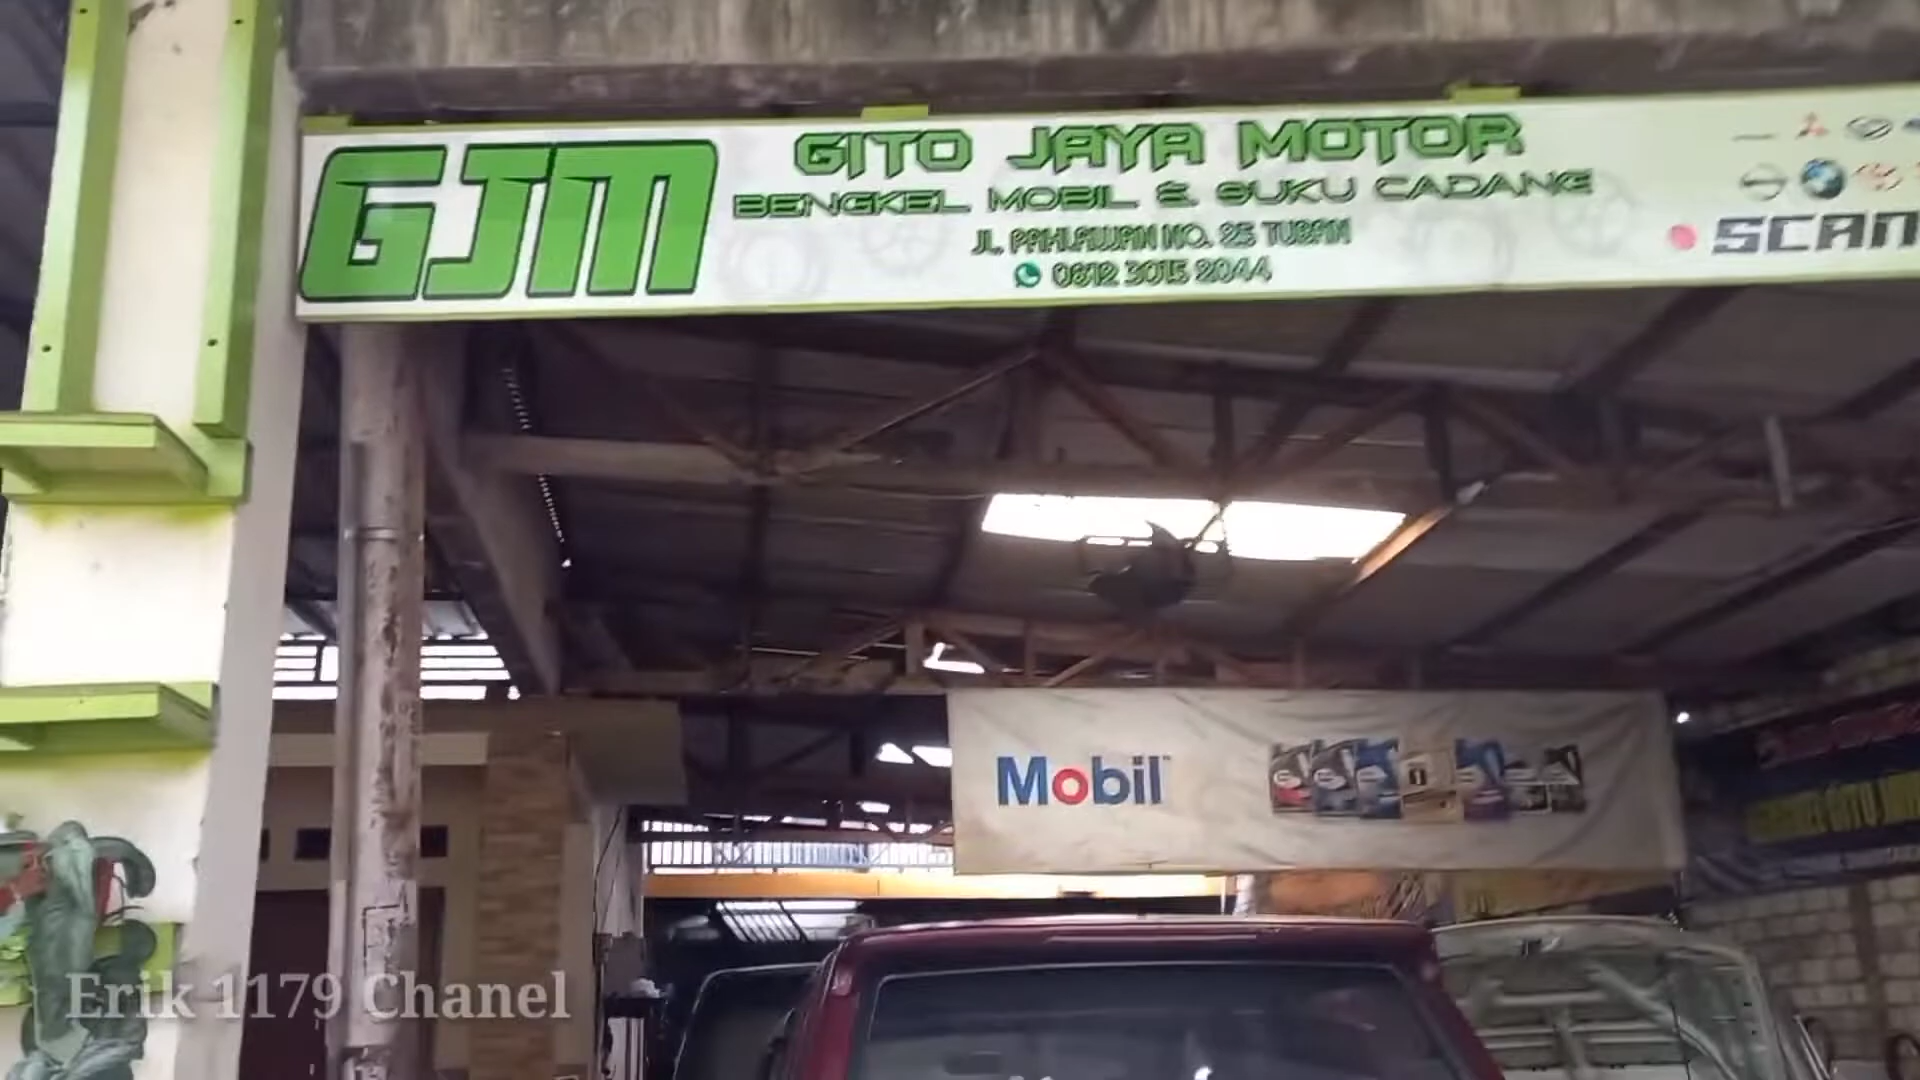 GJM
GITO JAYA MOTOR
BENGKEL MOBIL & SUKU CADANG
JL. PAHLAWAN NO. 25 TUBAN
0812 3015 2044
SCAN
Mobil
Erik 1179 Chanel